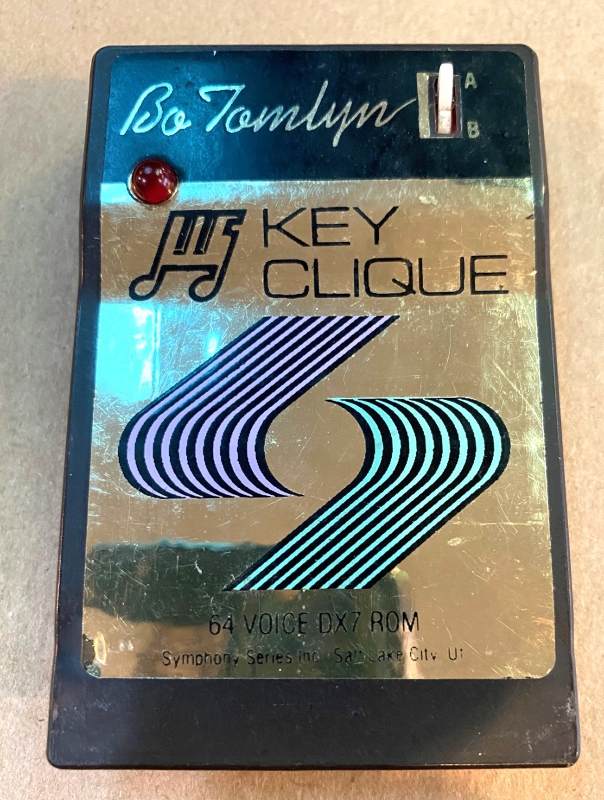 Bo Tomlyn
A
B
KEY
CLIQUE
64 VOICE DX7 ROM
Symphony Series Inc. Salt Lake City, Ut